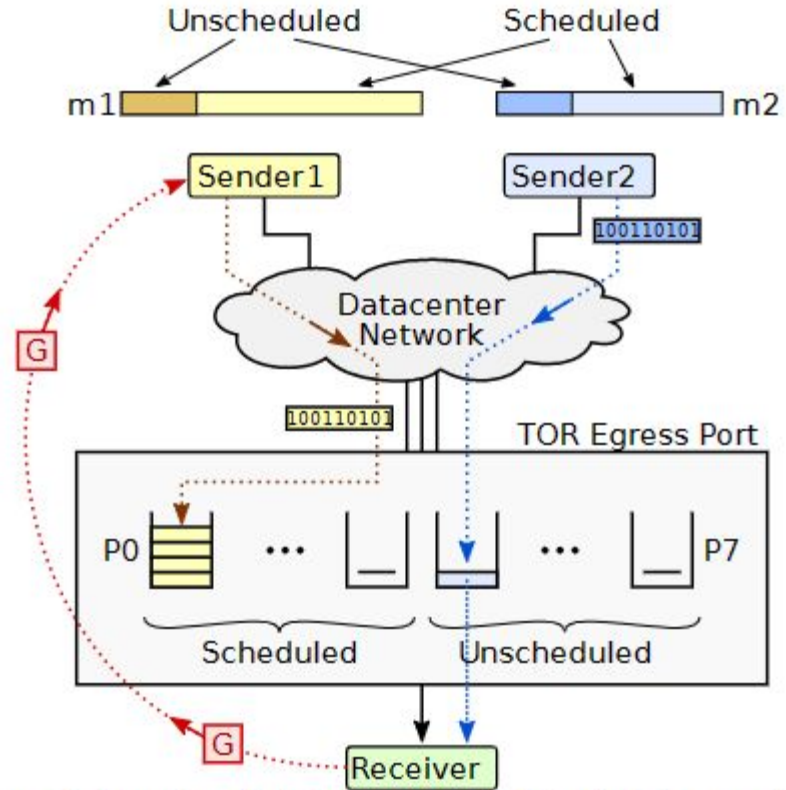 Unscheduled Scheduled
m1 m2
Sender1 Sender2
100110101
Datacenter
Network
G
100110101
TOR Egress Port
P0 ... ... P7
Scheduled Unscheduled
G
Receiver